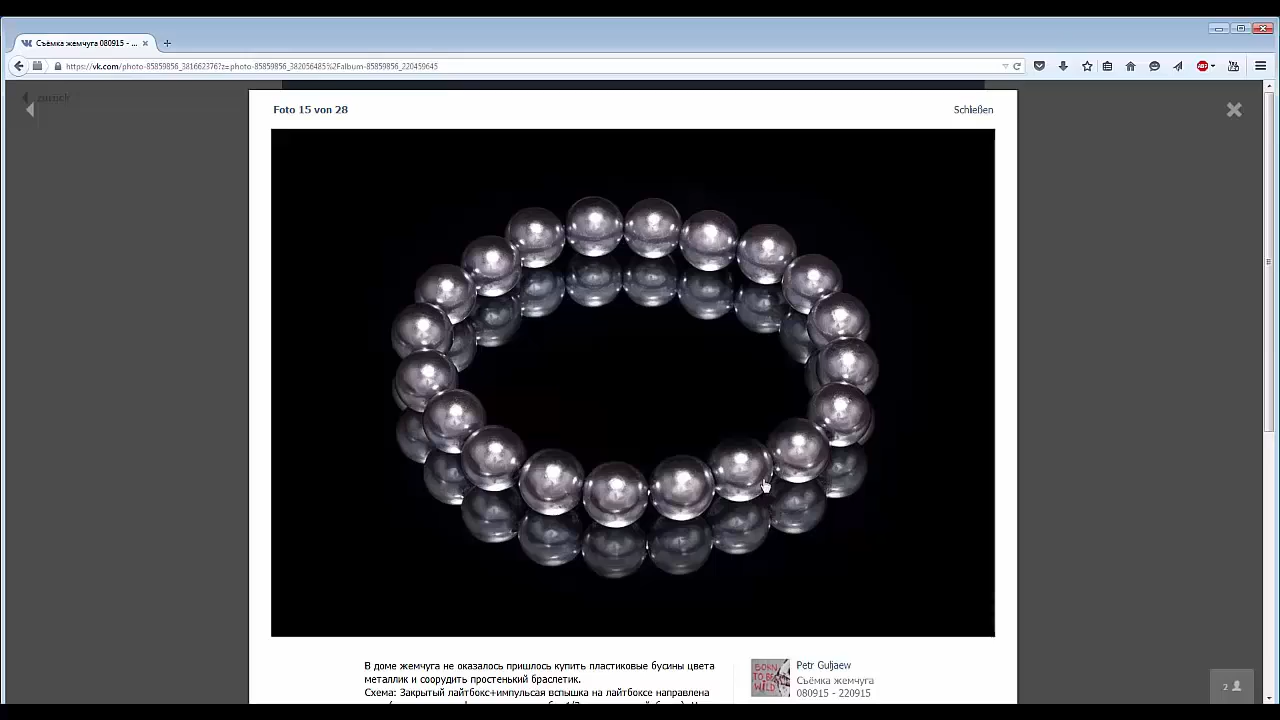 Съёмка жемчуга 080915 - ...
https://vk.com/photo-85859856_381662376?z=photo-85859856_382056485%2Falbum-85859856_220459645
zurück
Foto 15 von 28
Schließen
В доме жемчуга не оказалось пришлось купить пластиковые бусины цвета
металлик и соорудить простенький браслетик.
Схема: Закрытый лайтбокс+импульсая вспышка на лайтбоксе направлена
BORN
TO BE
WILD
Petr Guljaew
Съёмка жемчуга
080915 - 220915
2